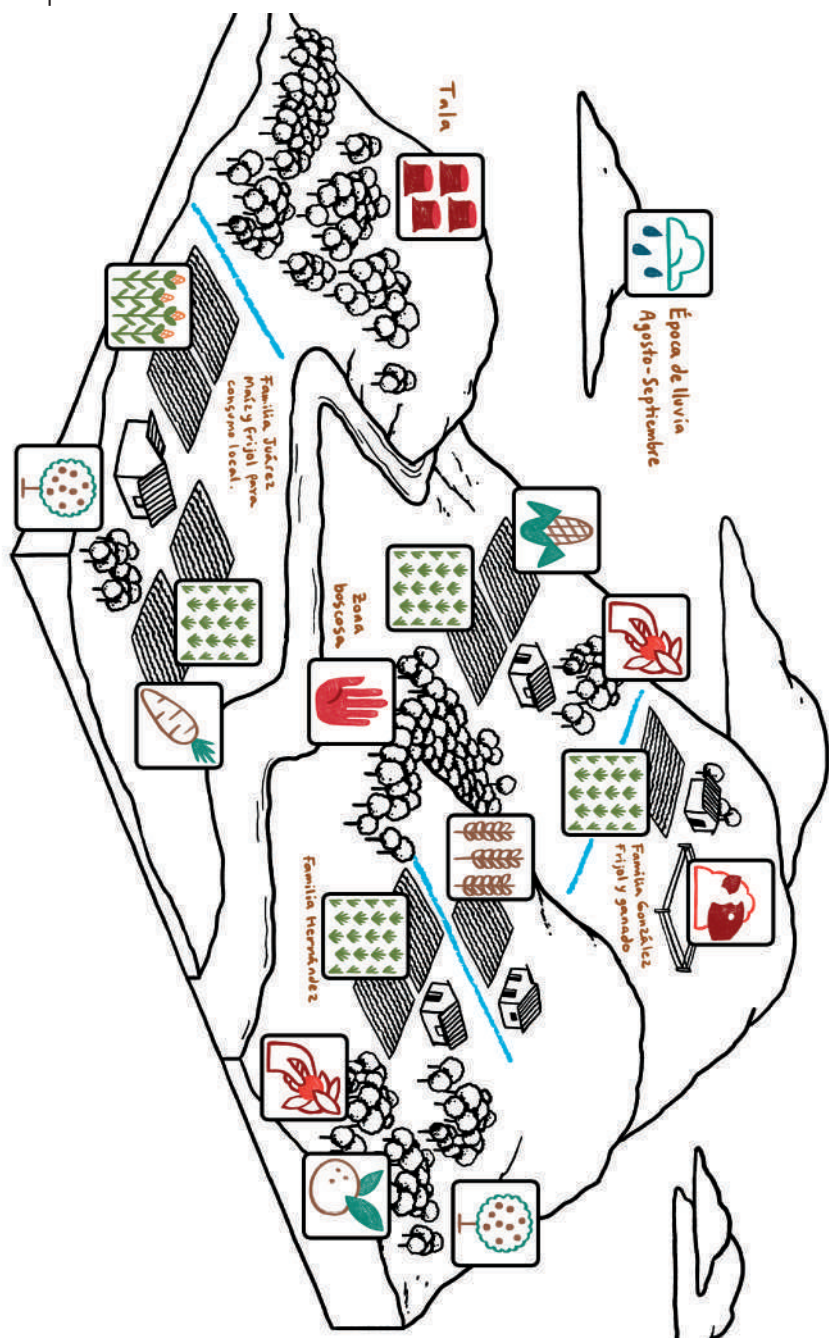 Época de lluvia
Agosto-Septiembre
Tala
Familia González
Frijol y ganado
Zona
boscosa
Familia Juárez
Maíz y frijol para
consumo local.
Familia Hernández